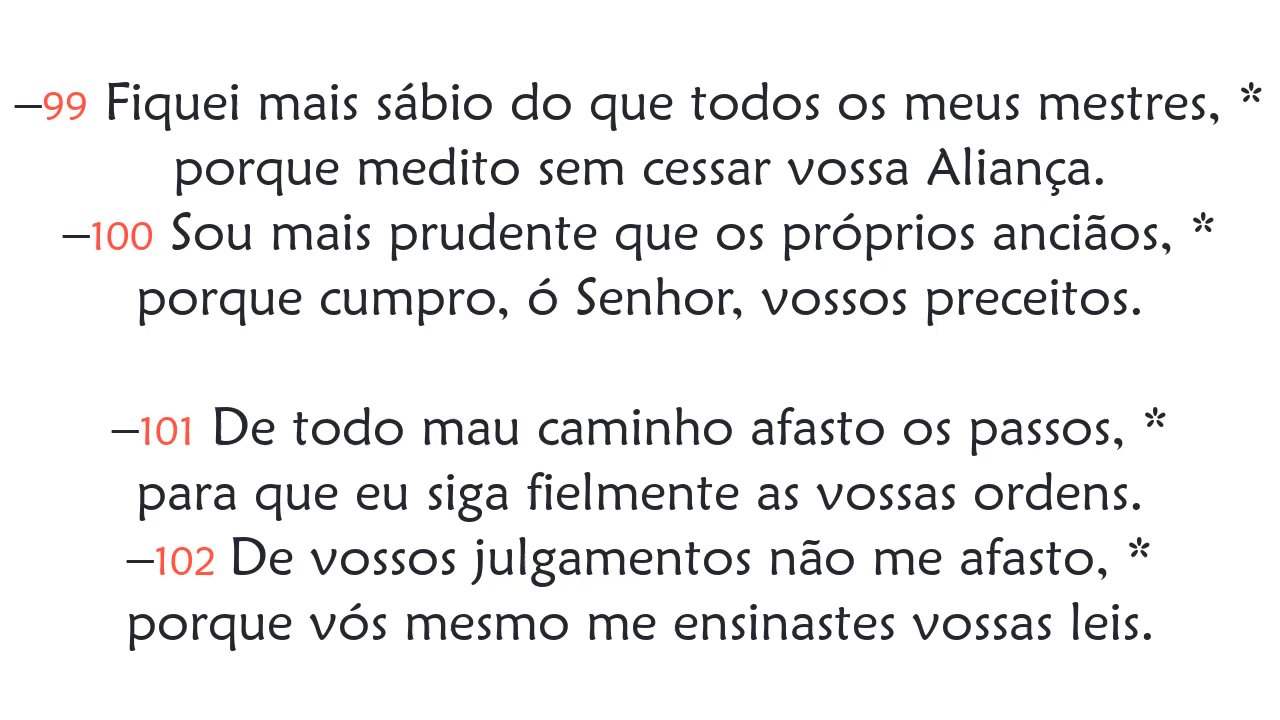 –99 Fiquei mais sábio do que todos os meus mestres, *
porque medito sem cessar vossa Aliança.
–100 Sou mais prudente que os próprios anciãos, *
porque cumpro, ó Senhor, vossos preceitos.
–101 De todo mau caminho afasto os passos, *
para que eu siga fielmente as vossas ordens.
–102 De vossos julgamentos não me afasto, *
porque vós mesmo me ensinastes vossas leis.